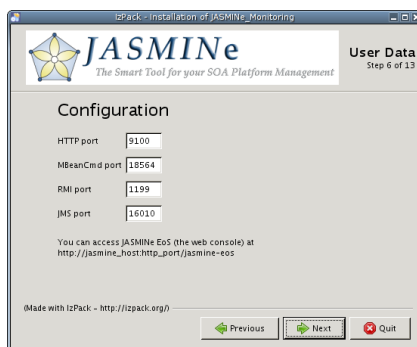 IzPack - Installation of JASMINe_Monitoring
JASMINe
The Smart Tool for your SOA Platform Management
User Data
Step 6 of 13
Configuration
HTTP port 9100
MBeanCmd port 18564
RMI port 1199
JMS port 16010
You can access JASMINe EoS (the web console) at
http://jasmine_host:http_port/jasmine-eos
(Made with IzPack - http://izpack.org/)
Previous Next Quit